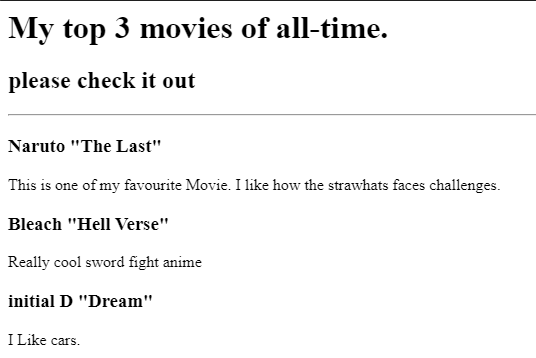 My top 3 movies of all-time.
please check it out
Naruto "The Last"
This is one of my favourite Movie. I like how the strawhats faces challenges.
Bleach "Hell Verse"
Really cool sword fight anime
initial D "Dream"
I Like cars.